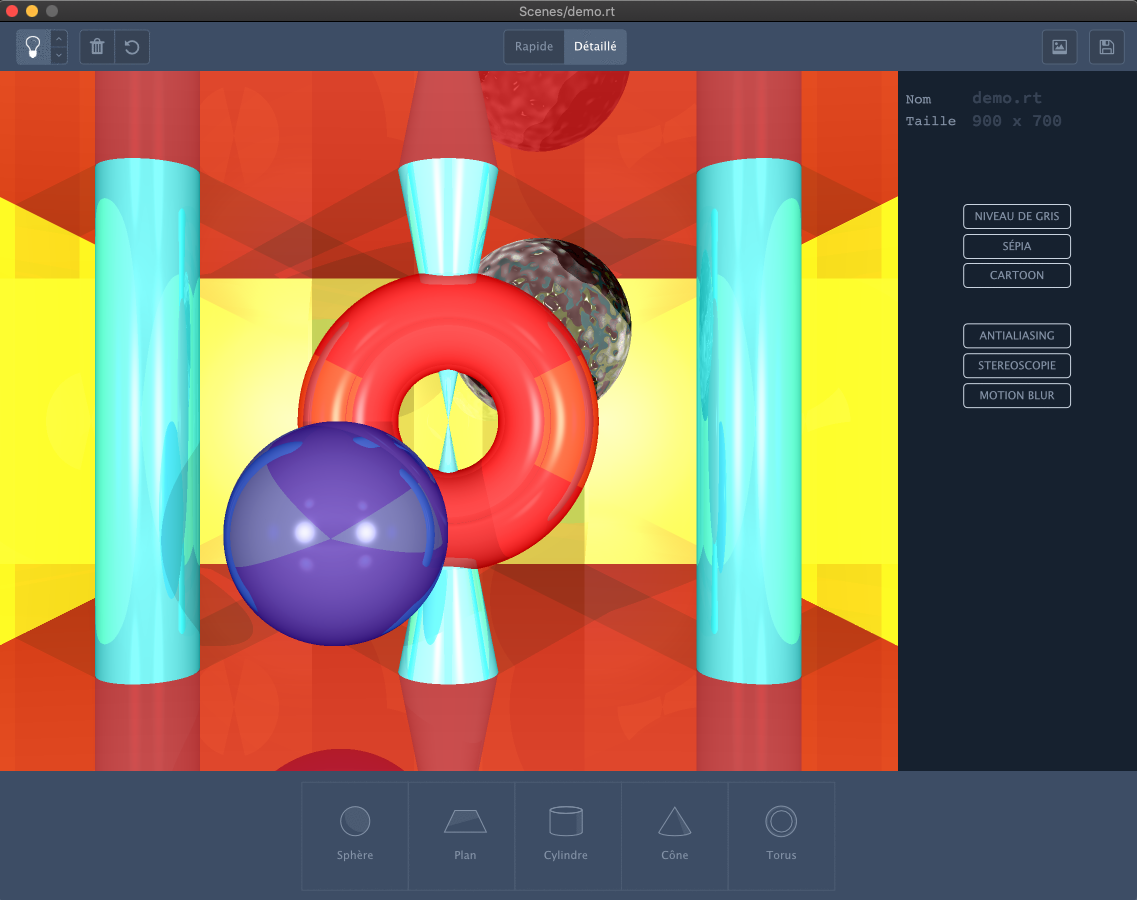 Scenes/demo.rt
Rapide
Détaillé
Nom demo.rt
Taille 900 x 700
NIVEAU DE GRIS
SÉPIA
CARTOON
ANTIALIASING
STEREOSCOPIE
MOTION BLUR
Sphère
Plan
Cylindre
Cône
Torus